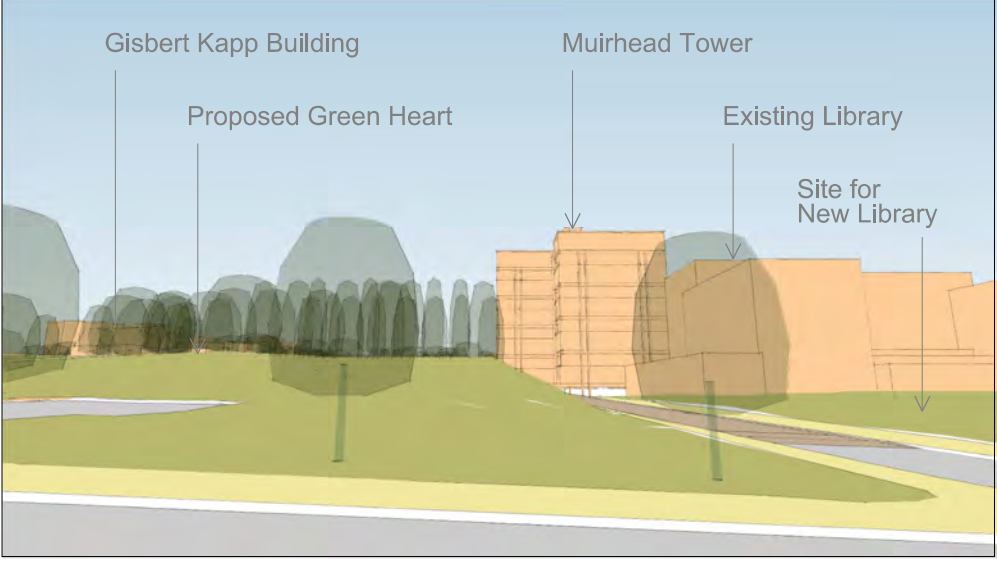 Gisbert Kapp Building
Muirhead Tower
Proposed Green Heart
Existing Library
Site for
New Library